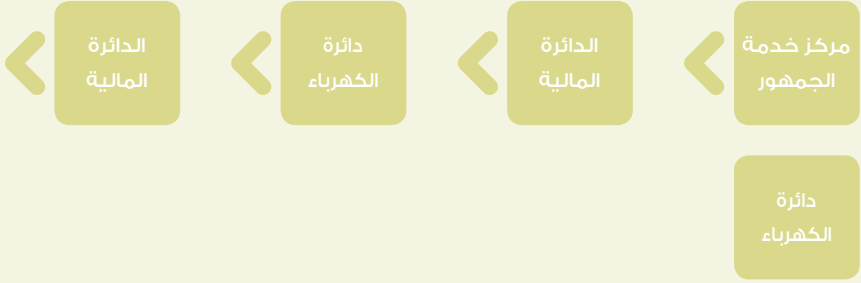 مركز خدمة
الجمهور
الدائرة
المالية
دائرة
الكهرباء
الدائرة
المالية
دائرة
الكهرباء